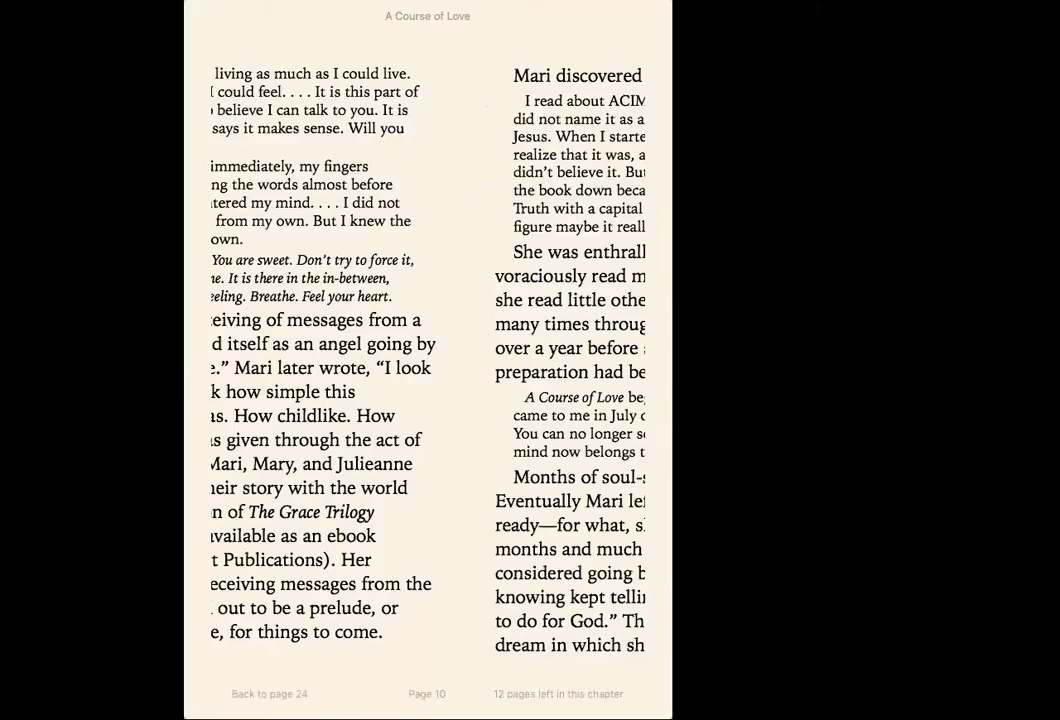 A Course of Love
living as much as I could live.
I could feel. . . . It is this part of
believe I can talk to you. It is
says it makes sense. Will you
immediately, my fingers
ng the words almost before
tered my mind. . . . I did not
from my own. But I knew the
own.
You are sweet. Don’t try to force it,
ne. It is there in the in-between,
eeling. Breathe. Feel your heart.
eiving of messages from a
d itself as an angel going by
e.” Mari later wrote, “I look
k how simple this
as. How childlike. How
as given through the act of
Mari, Mary, and Julieanne
heir story with the world
n of The Grace Trilogy
available as an ebook
t Publications). Her
eceiving messages from the
out to be a prelude, or
e, for things to come.
Mari discovered
I read about ACIM
did not name it as a
Jesus. When I starte
realize that it was, a
didn’t believe it. But
the book down beca
Truth with a capital
figure maybe it reall
She was enthrall
voraciously read m
she read little othe
many times throug
over a year before
preparation had be
A Course of Love be
came to me in July
You can no longer s
mind now belongs t
Months of soul-s
Eventually Mari lef
ready—for what, s
months and much
considered going b
knowing kept tellin
to do for God.” Th
dream in which sh
Back to page 24
Page 10
12 pages left in this chapter